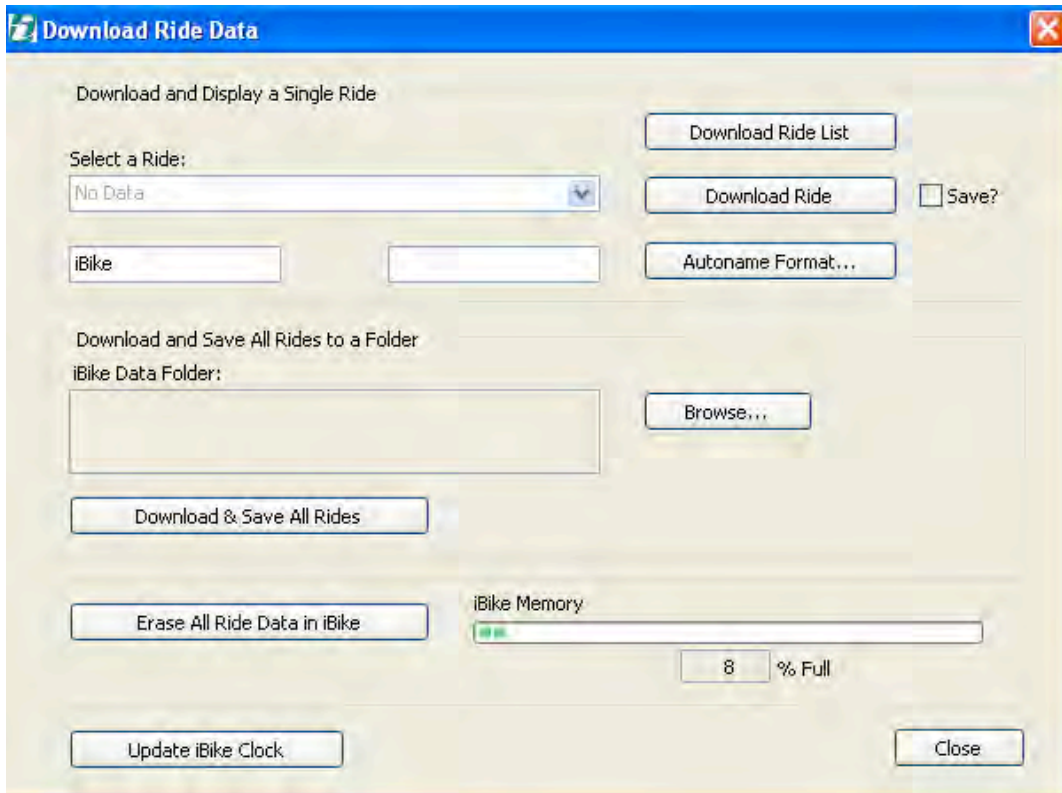 Download Ride Data
Download and Display a Single Ride
Download Ride List
Select a Ride:
No Data
Download Ride
Save?
iBike
Autoname Format...
Download and Save All Rides to a Folder
iBike Data Folder:
Browse...
Download & Save All Rides
Erase All Ride Data in iBike
iBike Memory
8 % Full
Update iBike Clock
Close